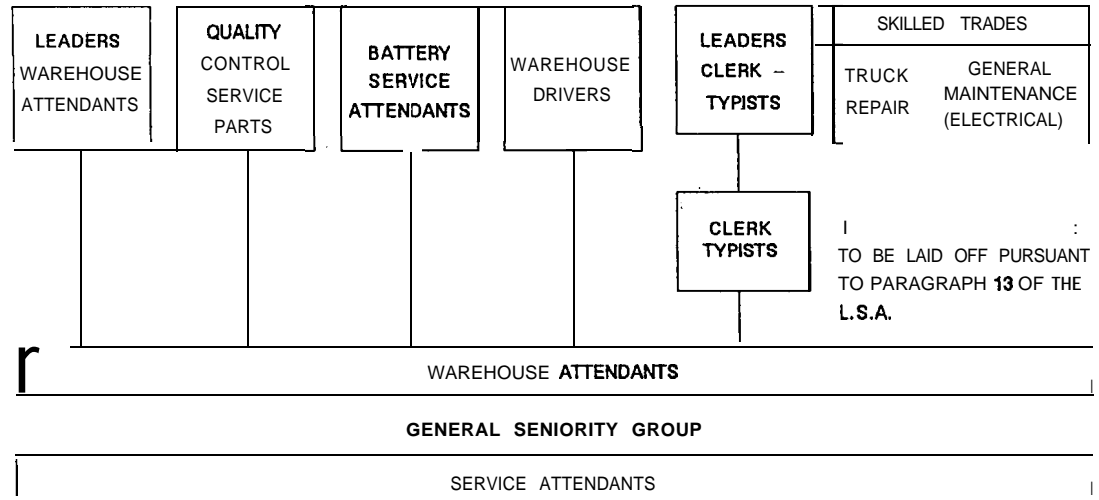 LEADERS
WAREHOUSE
ATTENDANTS
QUALITY
CONTROL
SERVICE
PARTS
BATTERY
SERVICE
ATTENDANTS
WAREHOUSE
DRIVERS
LEADERS
CLERK –
TYPISTS
SKILLED TRADES
TRUCK
REPAIR
GENERAL
MAINTENANCE
(ELECTRICAL)
CLERK
TYPISTS
TO BE LAID OFF PURSUANT
TO PARAGRAPH 13 OF THE
L.S.A.
WAREHOUSE ATTENDANTS
GENERAL SENIORITY GROUP
SERVICE ATTENDANTS